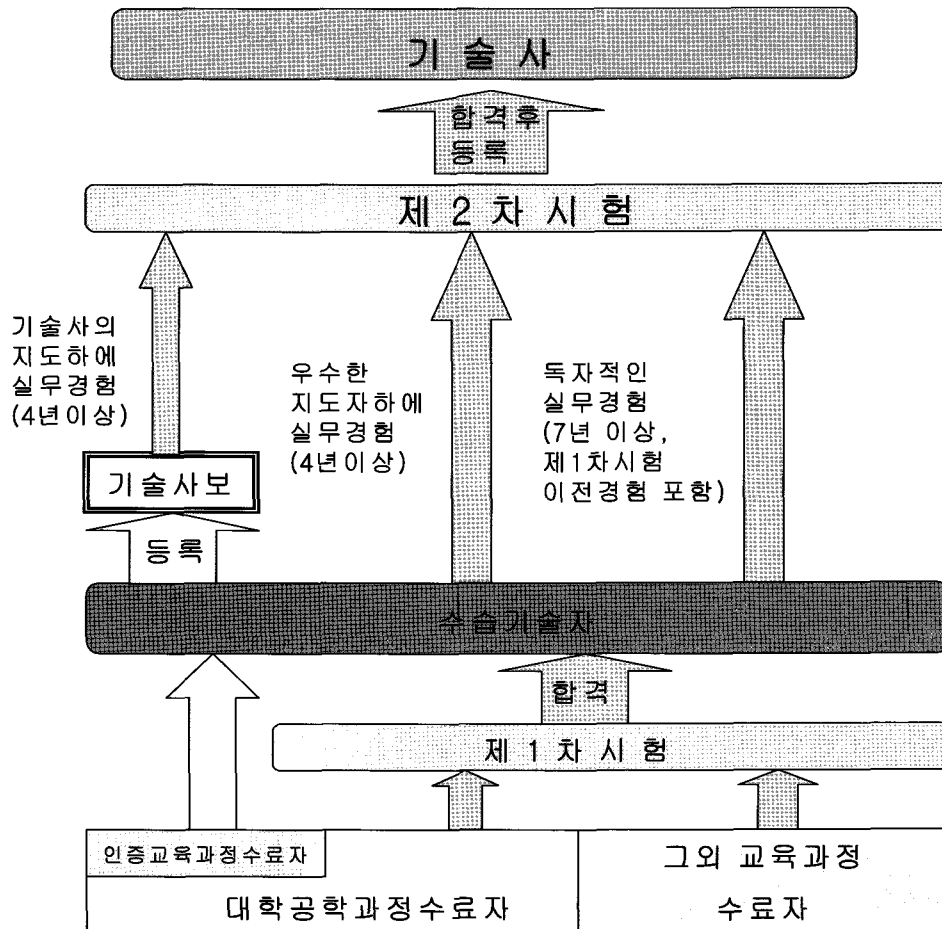 기 술 사
합격후
등록
제 2 차 시 험
기술사의
지도하에
실무경험
(4년이상)
우수한
지도자하에
실무경험
(4년이상)
독자적인
실무경험
(7년 이상,
제1차시험
이전경험 포함)
기술사보
등록
수습기술자
합격
제 1 차 시 험
인증교육과정수료자
대학공학과정수료자
그외 교육과정
수료자